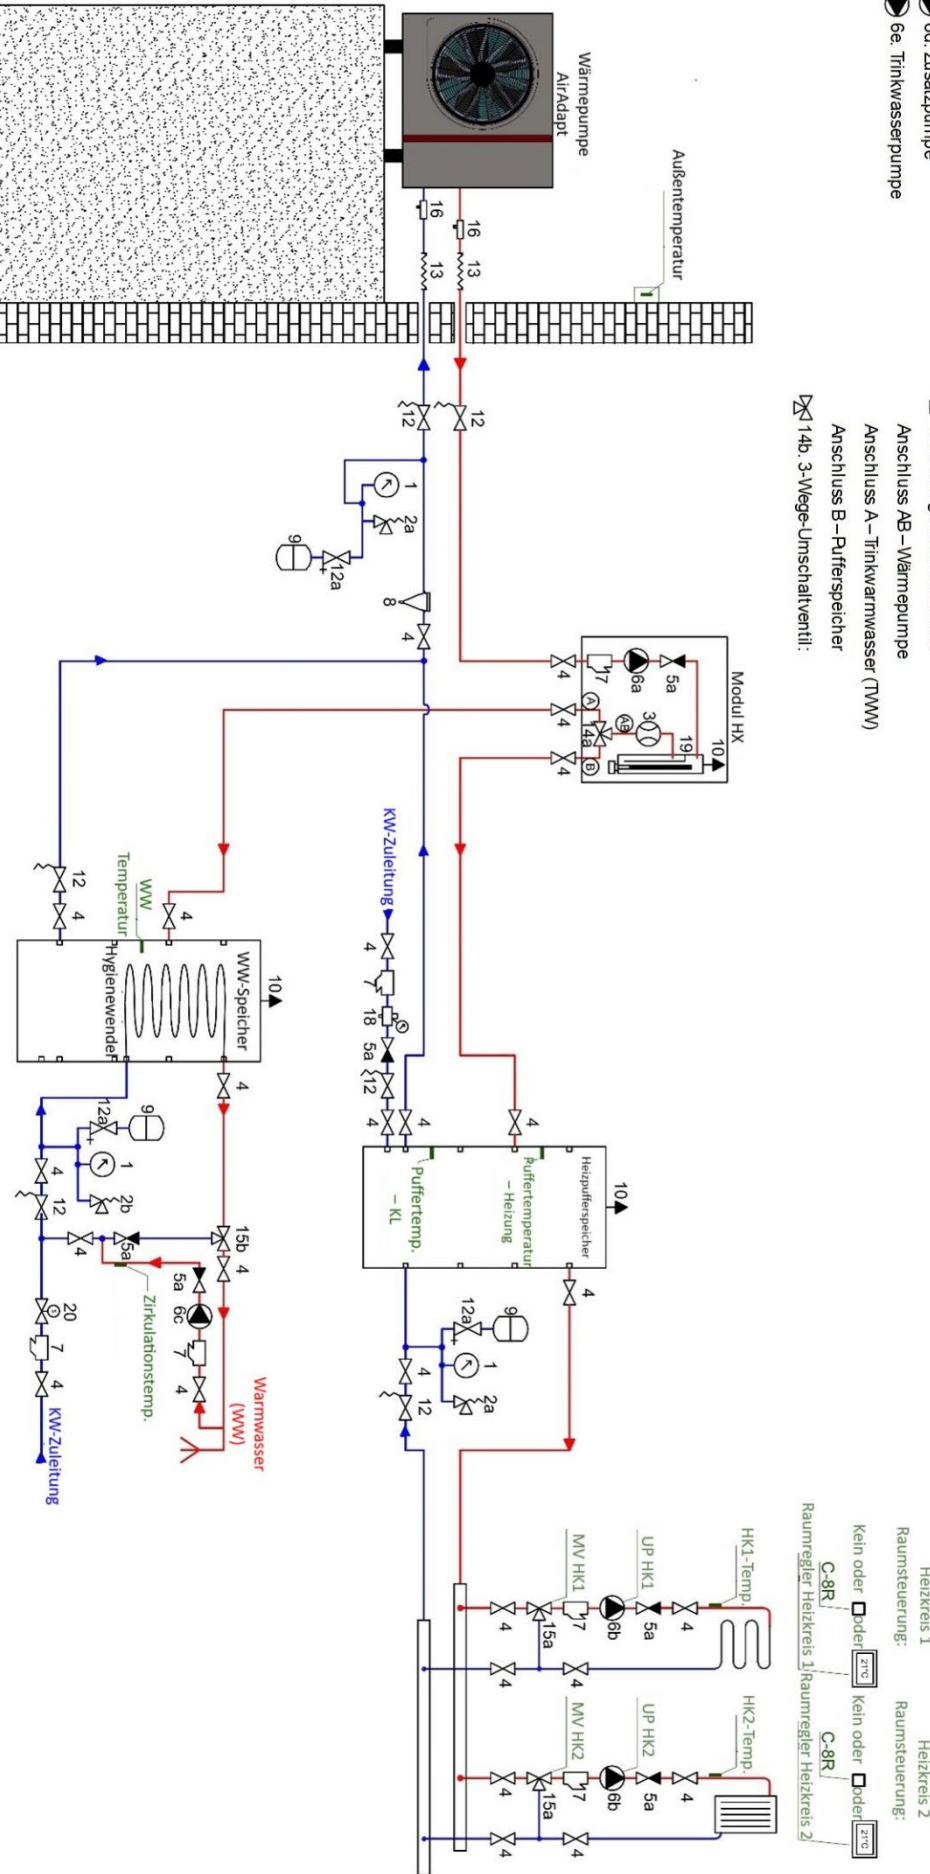 6e. Trinkwasserpumpe
Anschluss AB – Wärmepumpe
Anschluss A – Trinkwarmwasser (TWW)
Anschluss B – Pufferspeicher
14b. 3-Wege-Umschaltventil:
Wärmepumpe
AirAdapt
Außentemperatur
16
16
13
13
12
12
1
2a
9
12a
8
4
Modul HX
10
19
5a
6a
17
3
AB
A
B
4
4
4
KW-Zuleitung
4
7
18
5a
12
4
4
4
Heizpufferspeicher
10
Puffertemperatur
– Heizung
Puffertemp.
– KL
4
9
12a
1
2a
4
12
12
4
4
WW
Temperatur
WW-Speicher
Hygienewender
10
4
9
12a
1
2b
4
12
15b
4
5a
4
5a
6c
7
4
Zirkulationstemp.
Warmwasser
(WW)
20
7
4
KW-Zuleitung
Heizkreis 1
Raumsteuerung:
Kein oder
oder
21°C
C-8R
Raumregler Heizkreis 1
HK1-Temp.
UP HK1
MV HK1
4
5a
6b
17
15a
4
4
4
Heizkreis 2
Raumsteuerung:
Kein oder
oder
21°C
C-8R
Raumregler Heizkreis 2
HK2-Temp.
UP HK2
MV HK2
4
5a
6b
17
15a
4
4
4